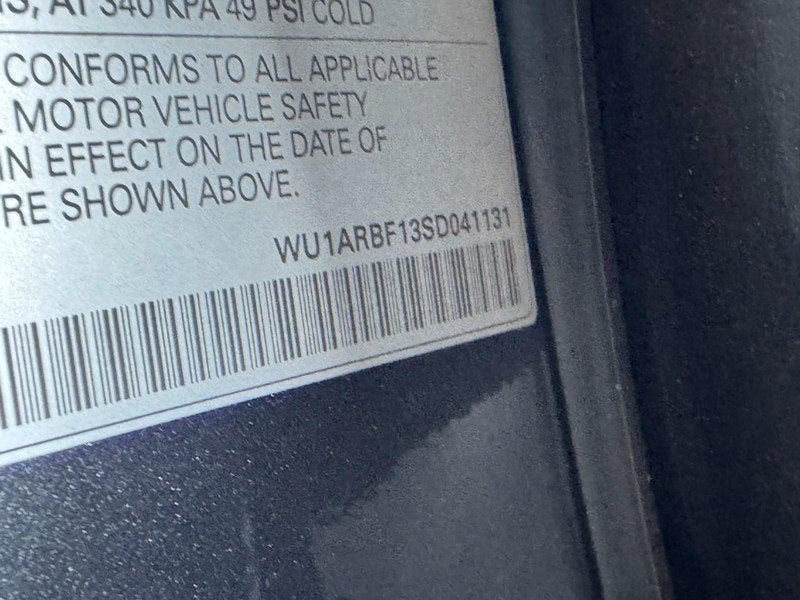 , AT 340 KPA 49 PSI COLD
CONFORMS TO ALL APPLICABLE
MOTOR VEHICLE SAFETY
IN EFFECT ON THE DATE OF
RE SHOWN ABOVE.
WU1ARBF13SD041131